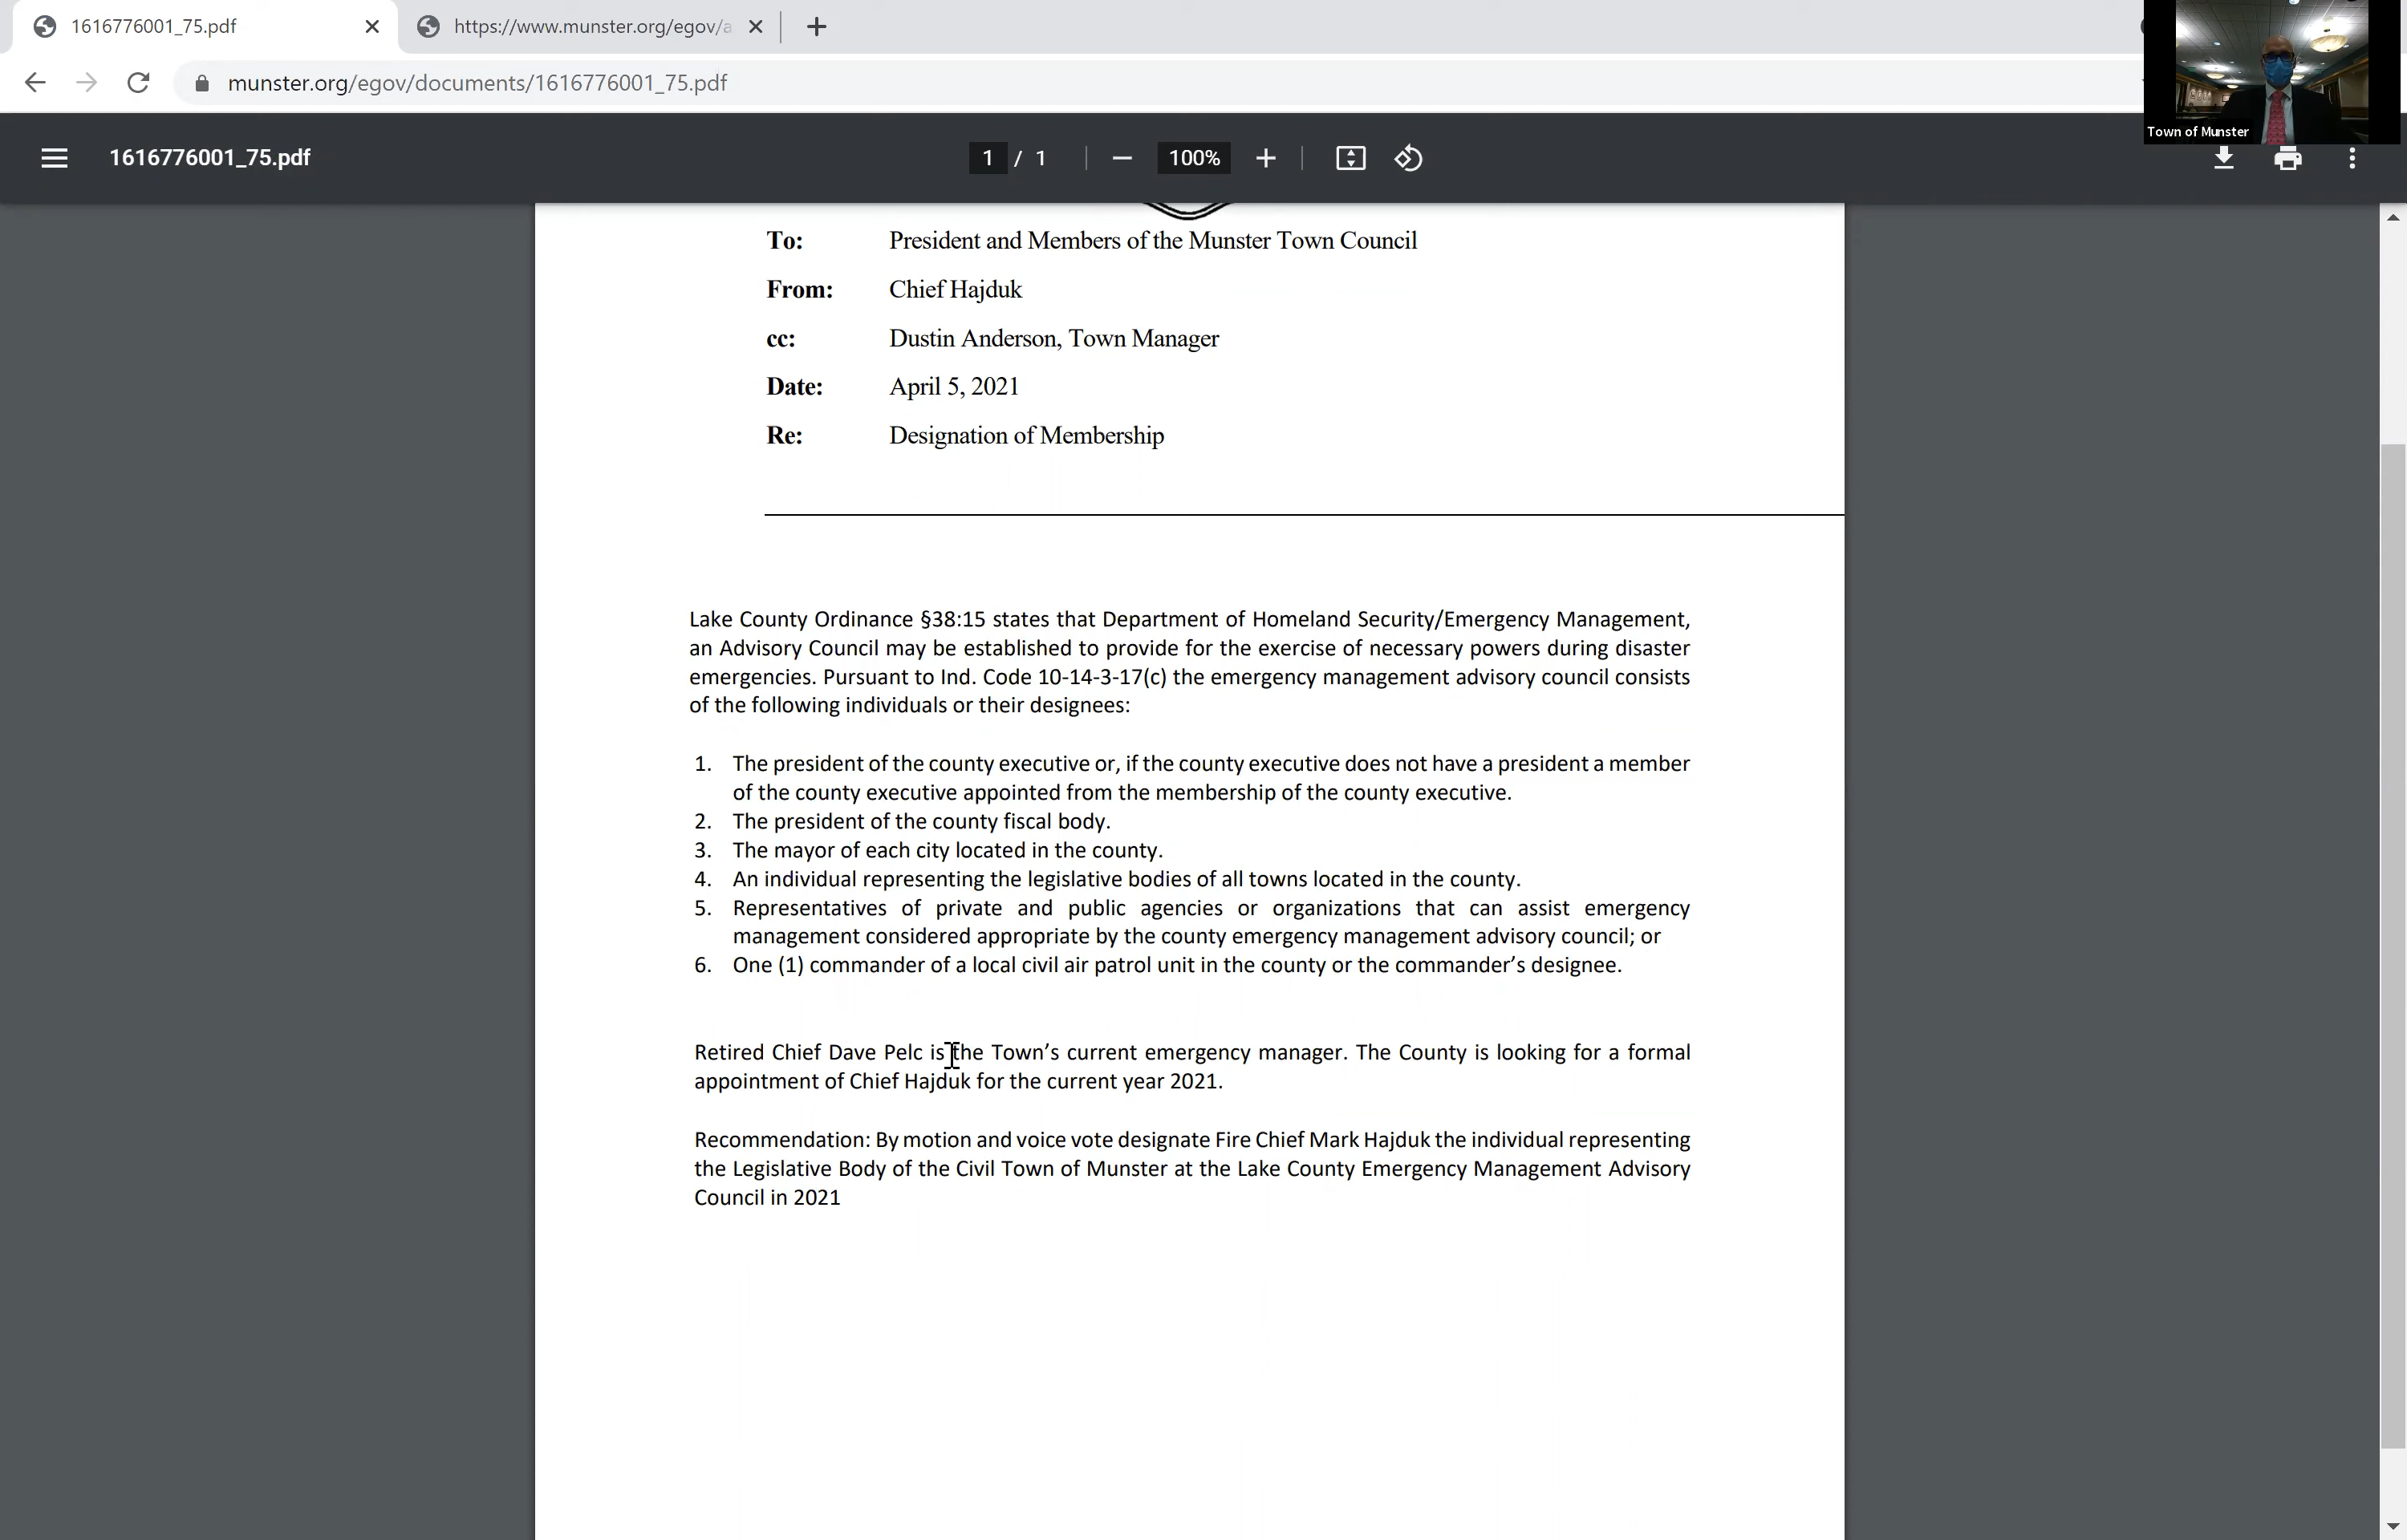 1616776001_75.pdf
https://www.munster.org/egov/a
munster.org/egov/documents/1616776001_75.pdf
Town of Munster
1616776001_75.pdf
1 / 1
100%
To: President and Members of the Munster Town Council
From: Chief Hajduk
cc: Dustin Anderson, Town Manager
Date: April 5, 2021
Re: Designation of Membership
Lake County Ordinance §38:15 states that Department of Homeland Security/Emergency Management,
an Advisory Council may be established to provide for the exercise of necessary powers during disaster
emergencies. Pursuant to Ind. Code 10-14-3-17(c) the emergency management advisory council consists
of the following individuals or their designees:
1. The president of the county executive or, if the county executive does not have a president a member
of the county executive appointed from the membership of the county executive.
2. The president of the county fiscal body.
3. The mayor of each city located in the county.
4. An individual representing the legislative bodies of all towns located in the county.
5. Representatives of private and public agencies or organizations that can assist emergency
management considered appropriate by the county emergency management advisory council; or
6. One (1) commander of a local civil air patrol unit in the county or the commander’s designee.
Retired Chief Dave Pelc is the Town’s current emergency manager. The County is looking for a formal
appointment of Chief Hajduk for the current year 2021.
Recommendation: By motion and voice vote designate Fire Chief Mark Hajduk the individual representing
the Legislative Body of the Civil Town of Munster at the Lake County Emergency Management Advisory
Council in 2021